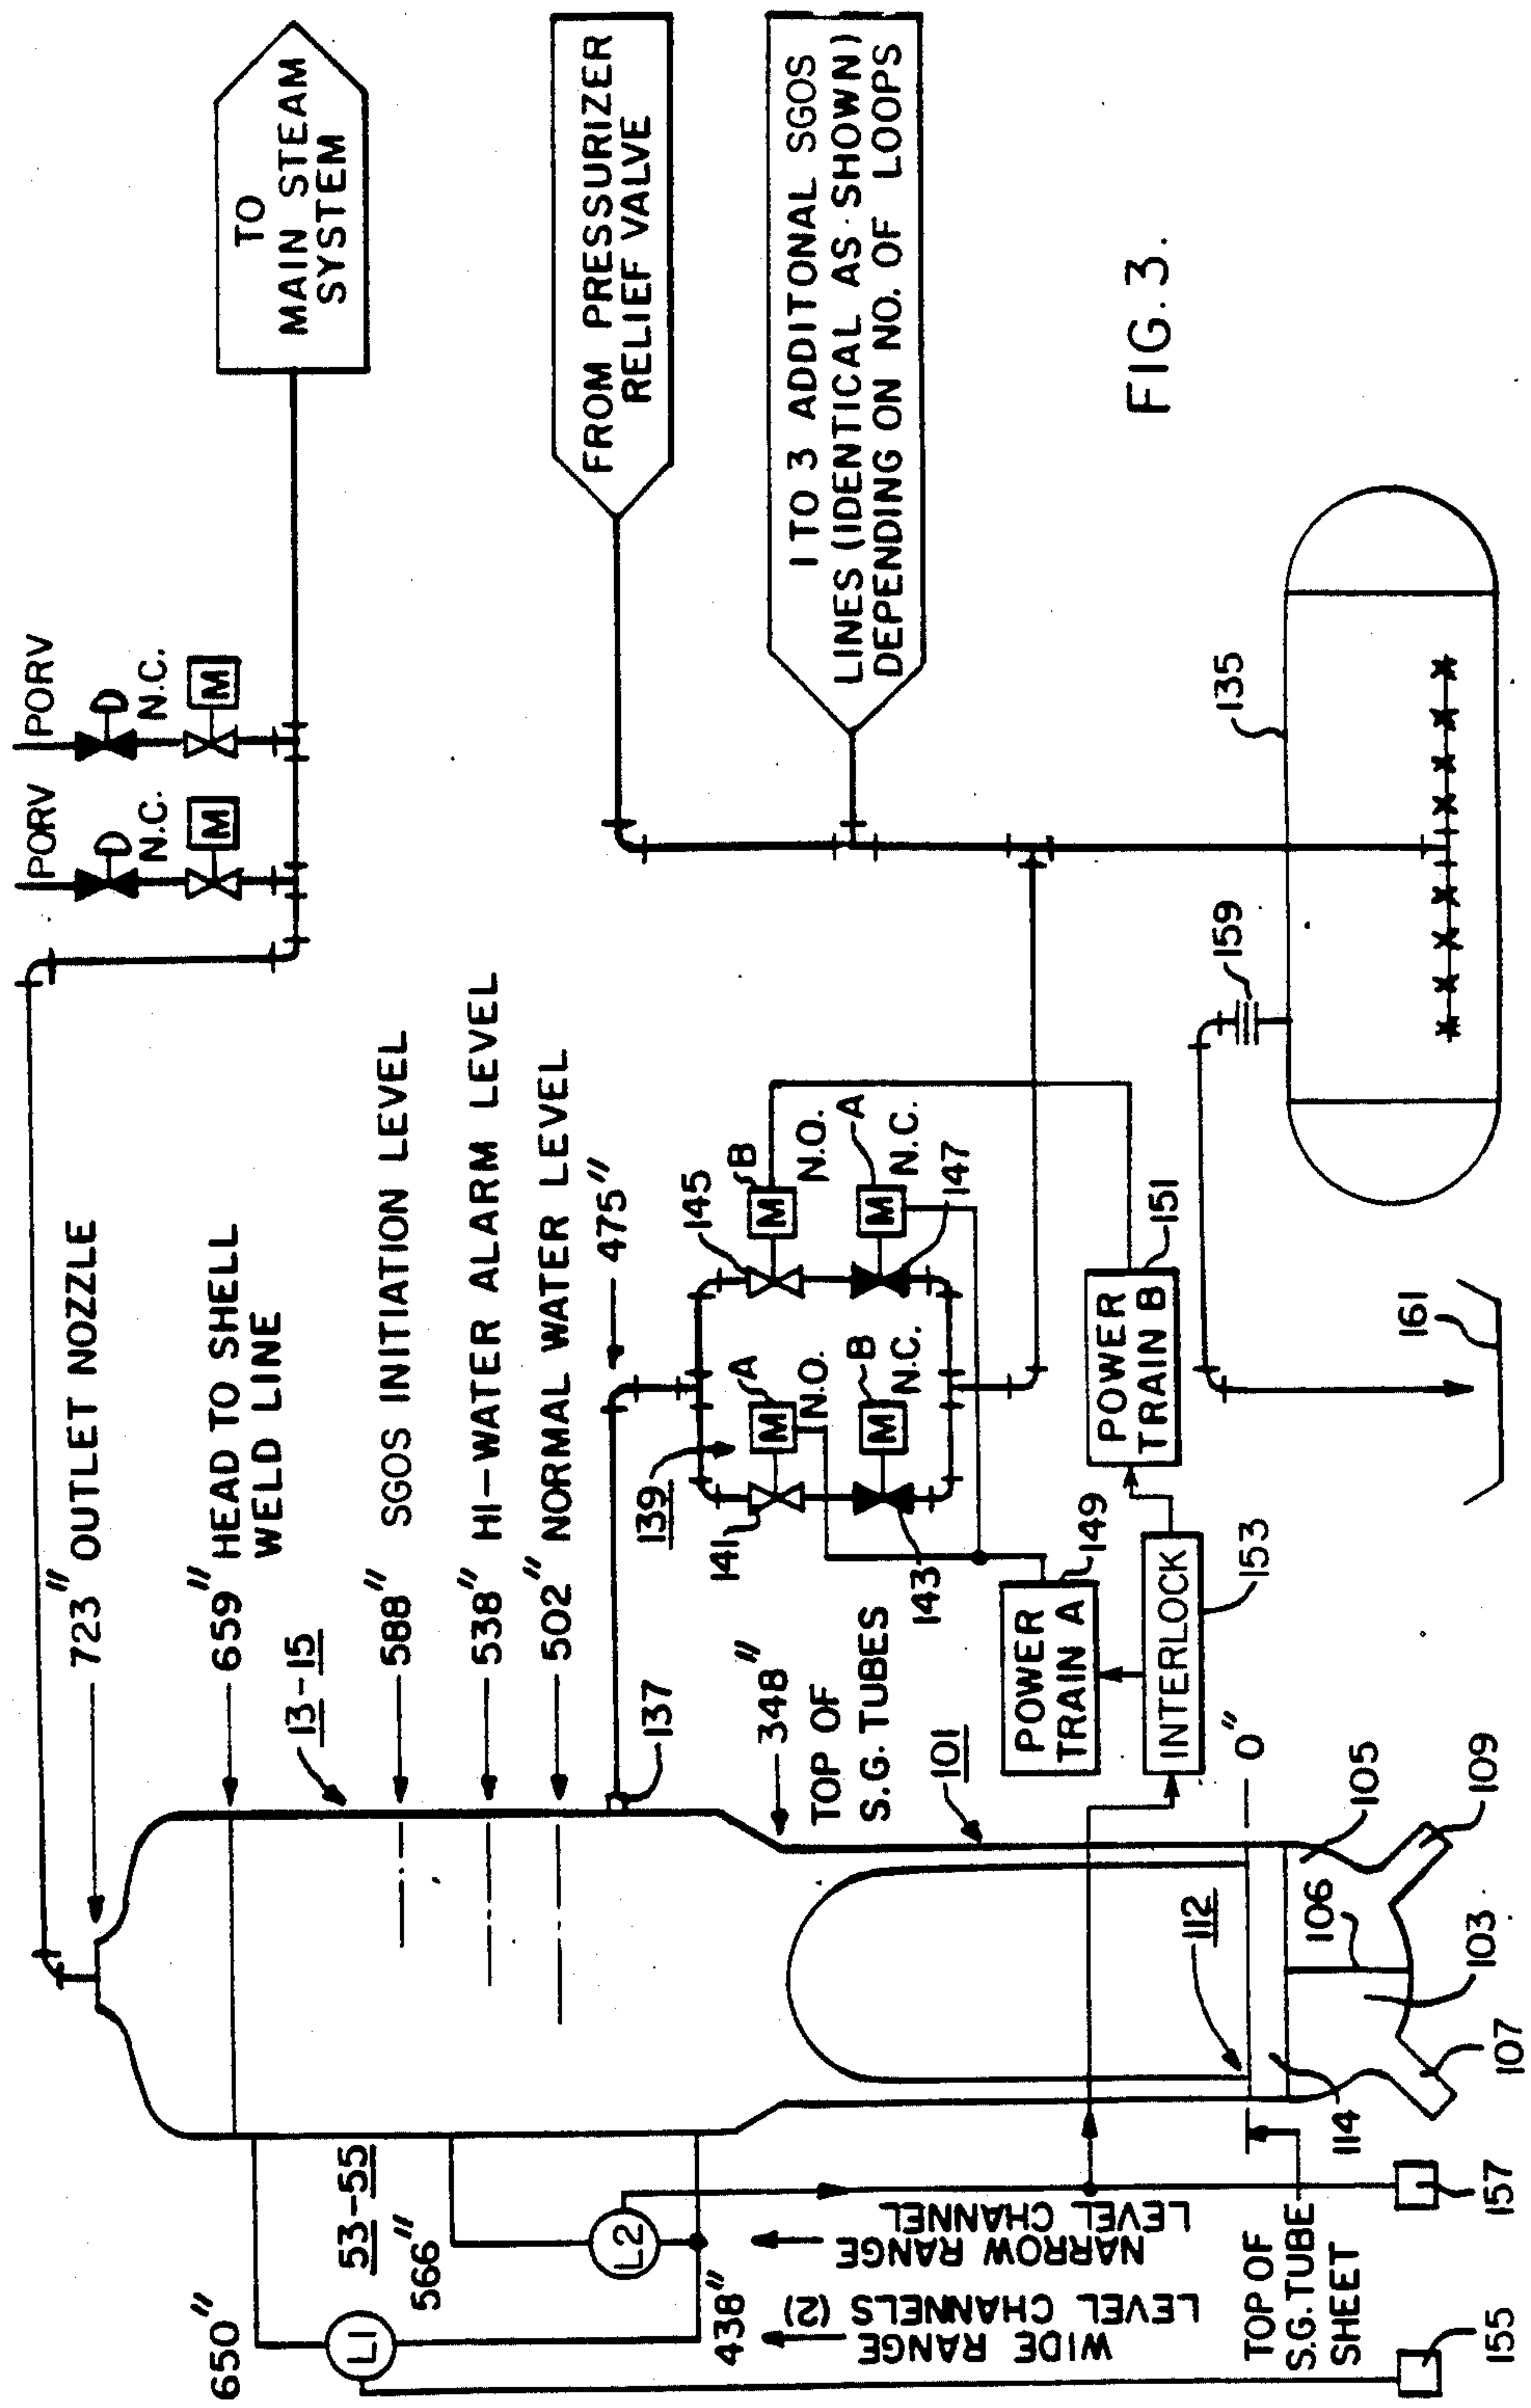 PORV
PORV
N.C.
N.C.
M
M
TO
MAIN STEAM
SYSTEM
FROM PRESSURIZER
RELIEF VALVE
1 TO 3 ADDITONAL SGOS
LINES (IDENTICAL AS SHOWN)
DEPENDING ON NO. OF LOOPS
723" OUTLET NOZZLE
659" HEAD TO SHELL
WELD LINE
13-15
588" SGOS INITIATION LEVEL
538" HI-WATER ALARM LEVEL
502" NORMAL WATER LEVEL
475"
137
139
141
M
A
N.O.
145
M
B
N.O.
143
M
B
N.C.
147
M
A
N.C.
348"
TOP OF
S.G. TUBES
101
POWER
TRAIN A
149
POWER
TRAIN B
151
INTERLOCK
153
0"
650"
L1
53-55
566"
L2
438"
WIDE RANGE
LEVEL CHANNELS (2)
NARROW RANGE
LEVEL CHANNEL
TOP OF
S.G. TUBE
SHEET
112
114
105
106
103
107
109
155
157
159
135
161
FIG. 3.